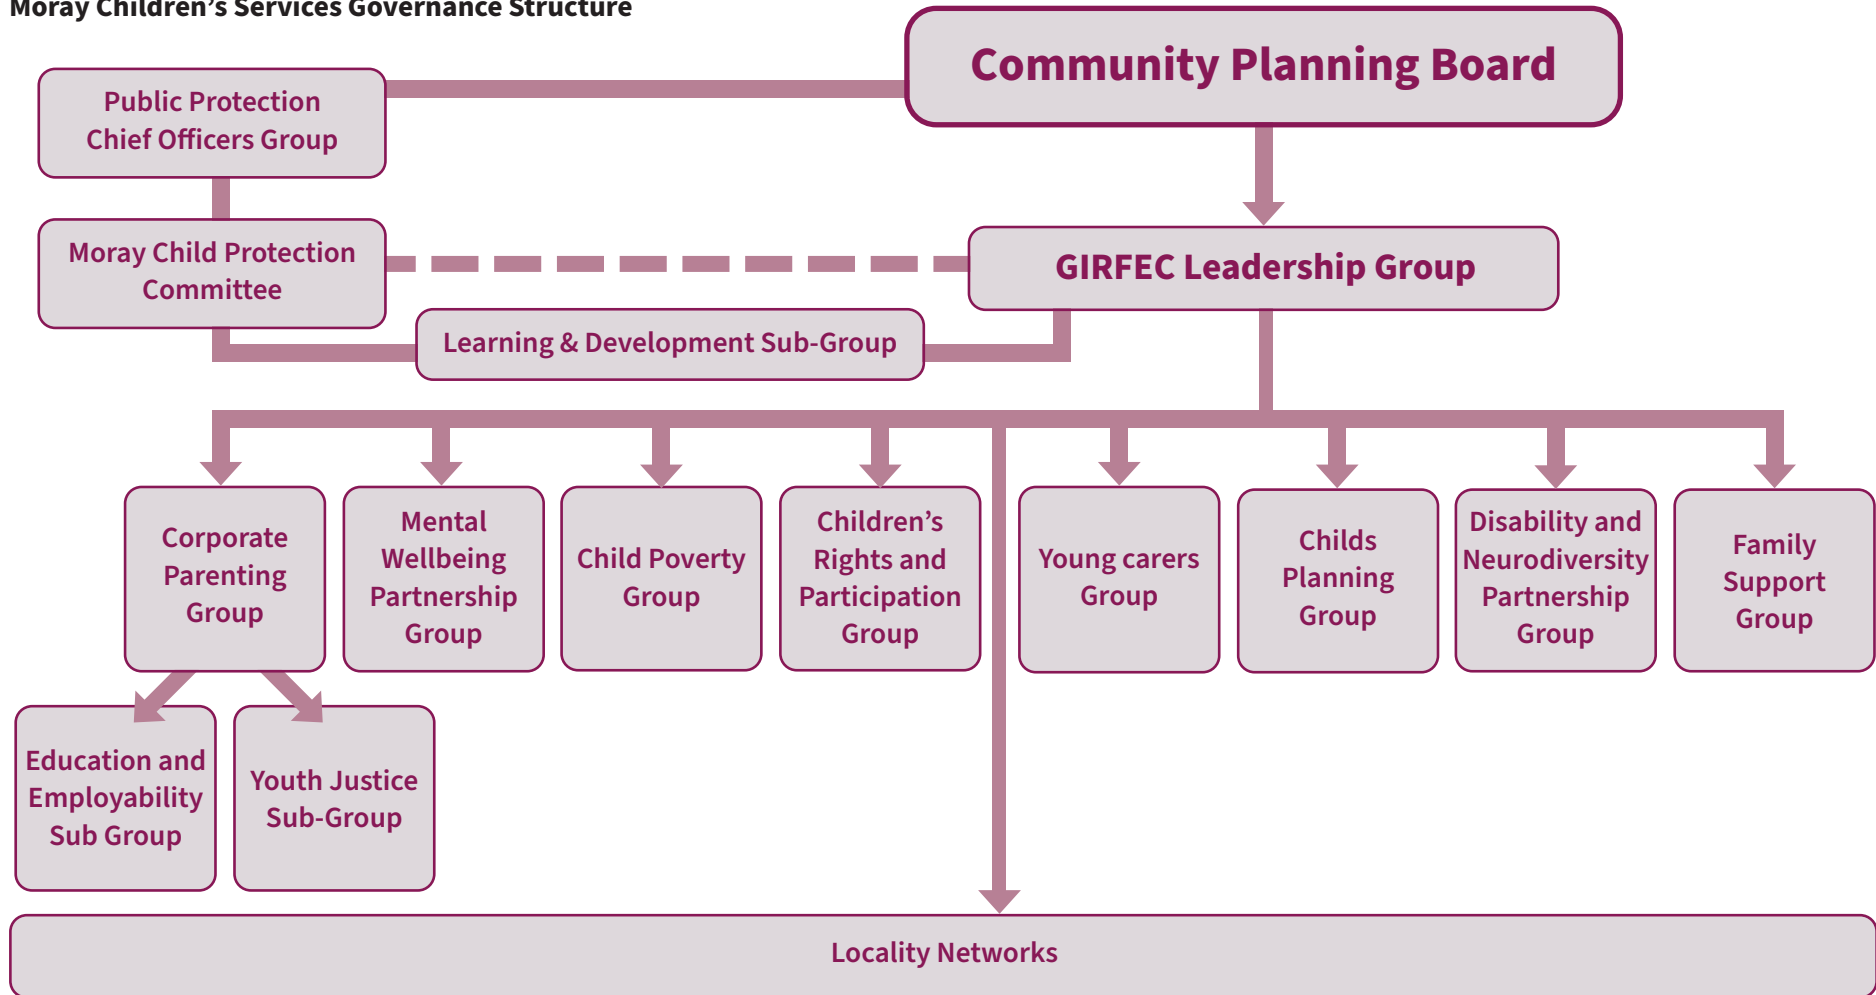 Moray Children’s Services Governance Structure
Community Planning Board
Public Protection
Chief Officers Group
Moray Child Protection
Committee
GIRFEC Leadership Group
Learning & Development Sub-Group
Corporate
Parenting
Group
Mental
Wellbeing
Partnership
Group
Child Poverty
Group
Children’s
Rights and
Participation
Group
Young carers
Group
Childs
Planning
Group
Disability and
Neurodiversity
Partnership
Group
Family
Support
Group
Education and
Employability
Sub Group
Youth Justice
Sub-Group
Locality Networks